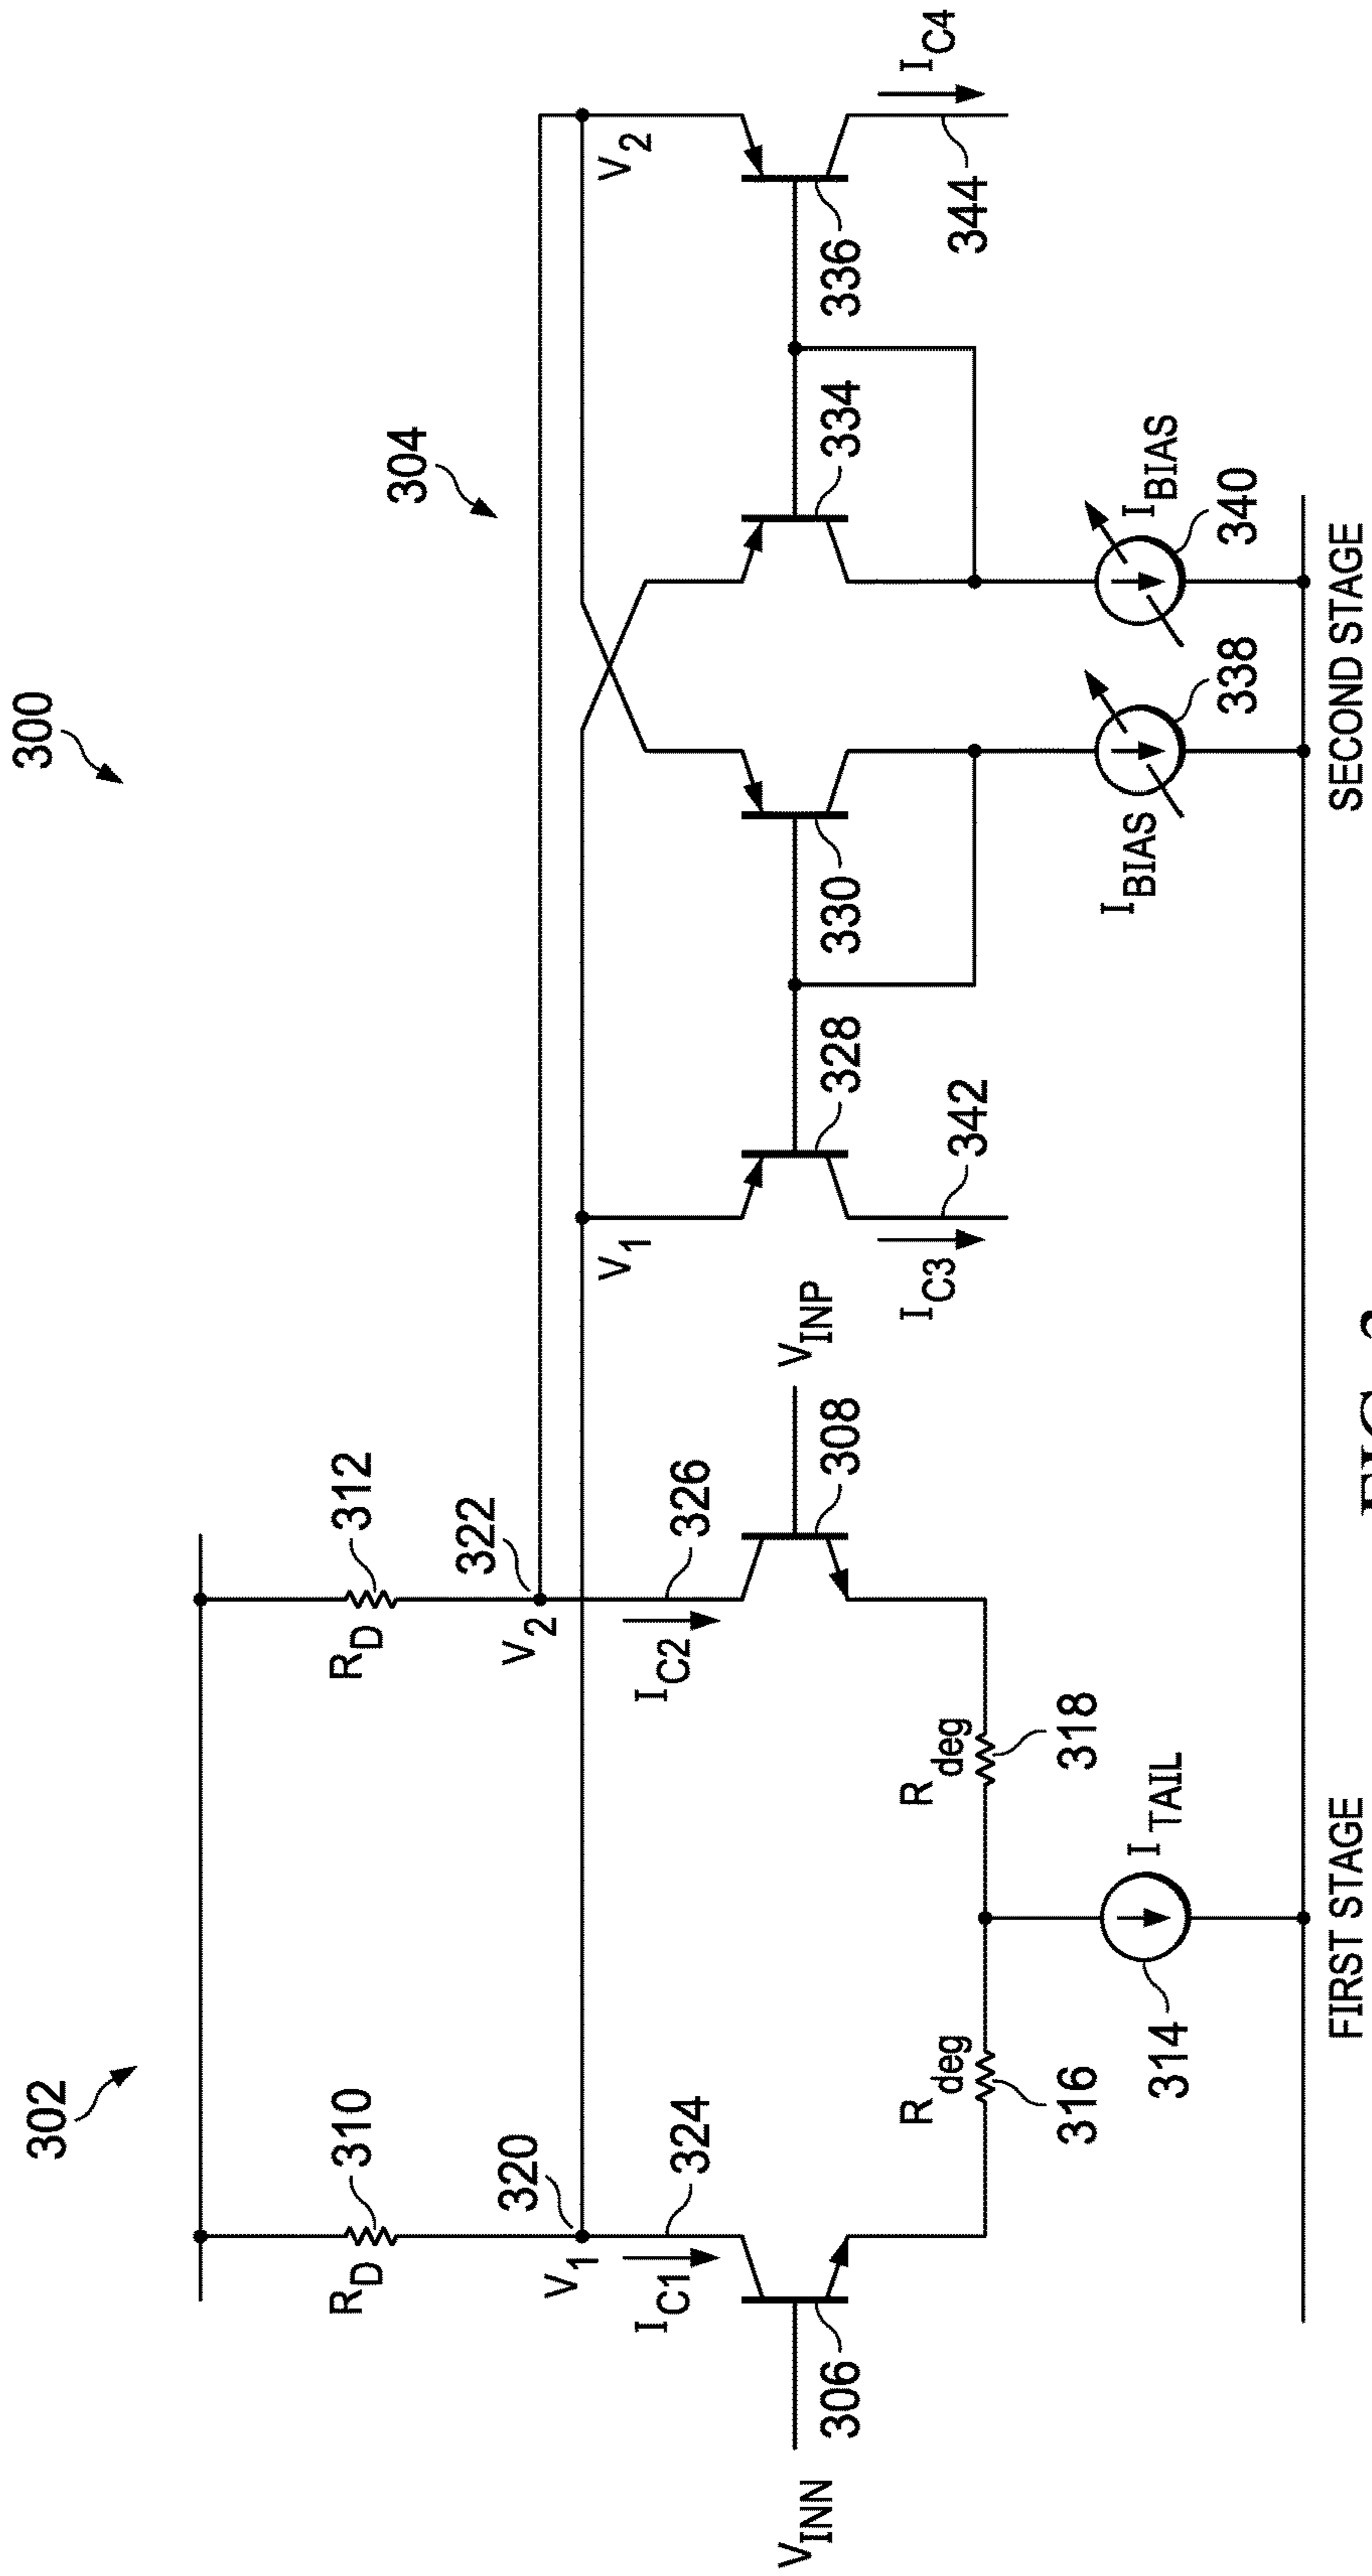 300
302
304
R_D
310
R_D
312
V_1
320
V_2
322
I_C1
324
I_C2
326
V_INN
306
308
V_INP
R_deg
316
R_deg
318
314
I_TAIL
FIRST STAGE
V_1
328
330
334
336
V_2
I_C3
342
344
I_C4
I_BIAS
338
I_BIAS
340
SECOND STAGE